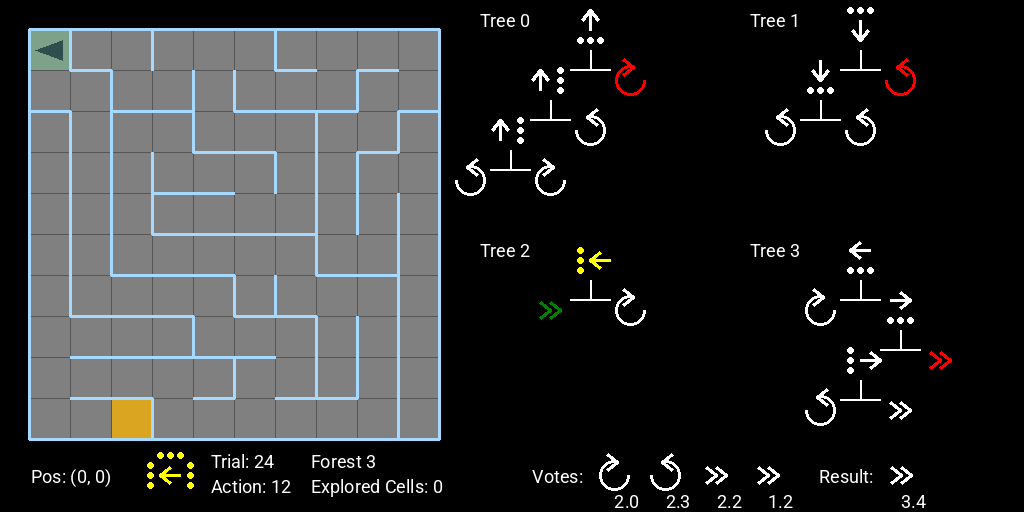 Tree 0
Tree 1
Tree 2
Tree 3
Pos: (0, 0)
Trial: 24
Forest 3
Action: 12
Explored Cells: 0
Votes:
2.0
2.3
2.2
1.2
Result:
3.4